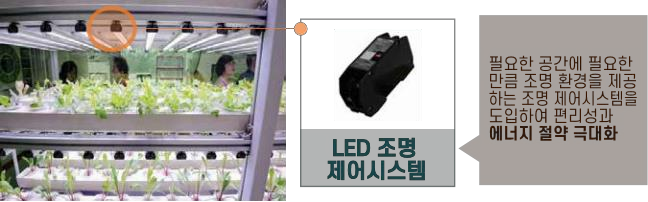 LED 조명
제어시스템
필요한 공간에 필요한
만큼 조명 환경을 제공
하는 조명 제어시스템을
도입하여 편리성과
에너지 절약 극대화